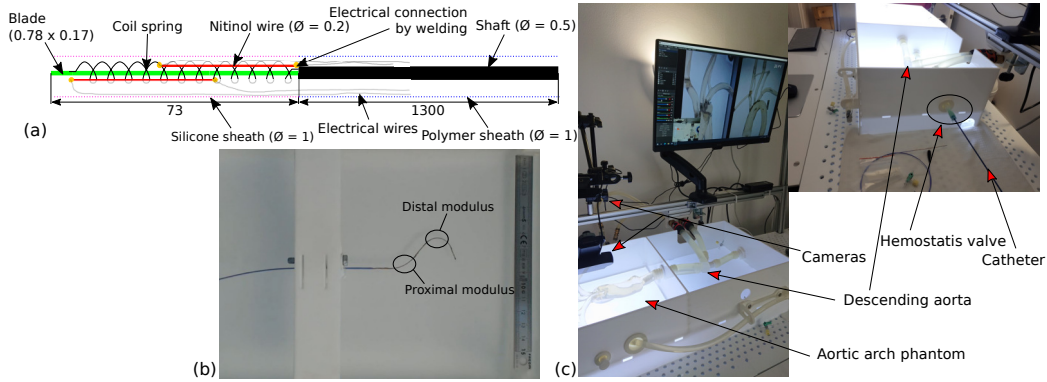 Blade
(0.78 x 0.17)
Coil spring
Nitinol wire (Ø = 0.2)
Electrical connection
by welding
Shaft (Ø = 0.5)
73
1300
(a)
Silicone sheath (Ø = 1)
Electrical wires
Polymer sheath (Ø = 1)
Distal modulus
Proximal modulus
(b)
Hemostatis valve
Catheter
Cameras
Descending aorta
Aortic arch phantom
(c)